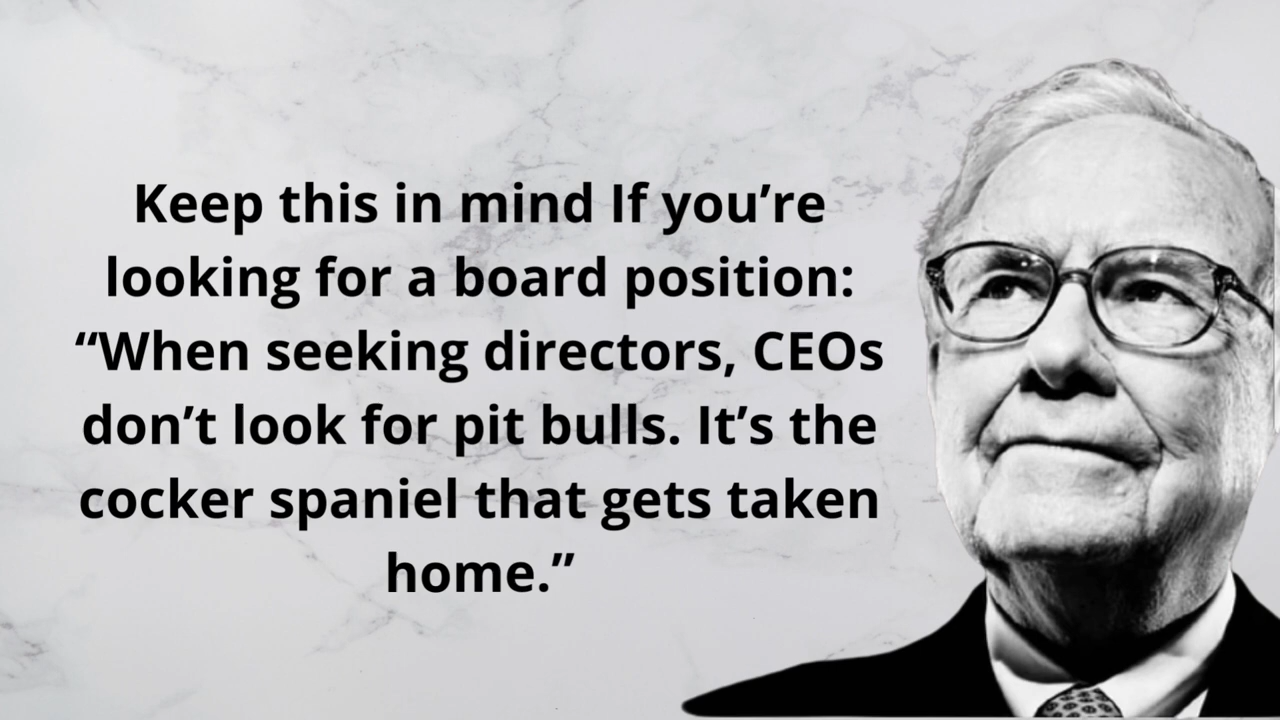 Keep this in mind If you’re
looking for a board position:
“When seeking directors, CEOs
don’t look for pit bulls. It’s the
cocker spaniel that gets taken
home.”